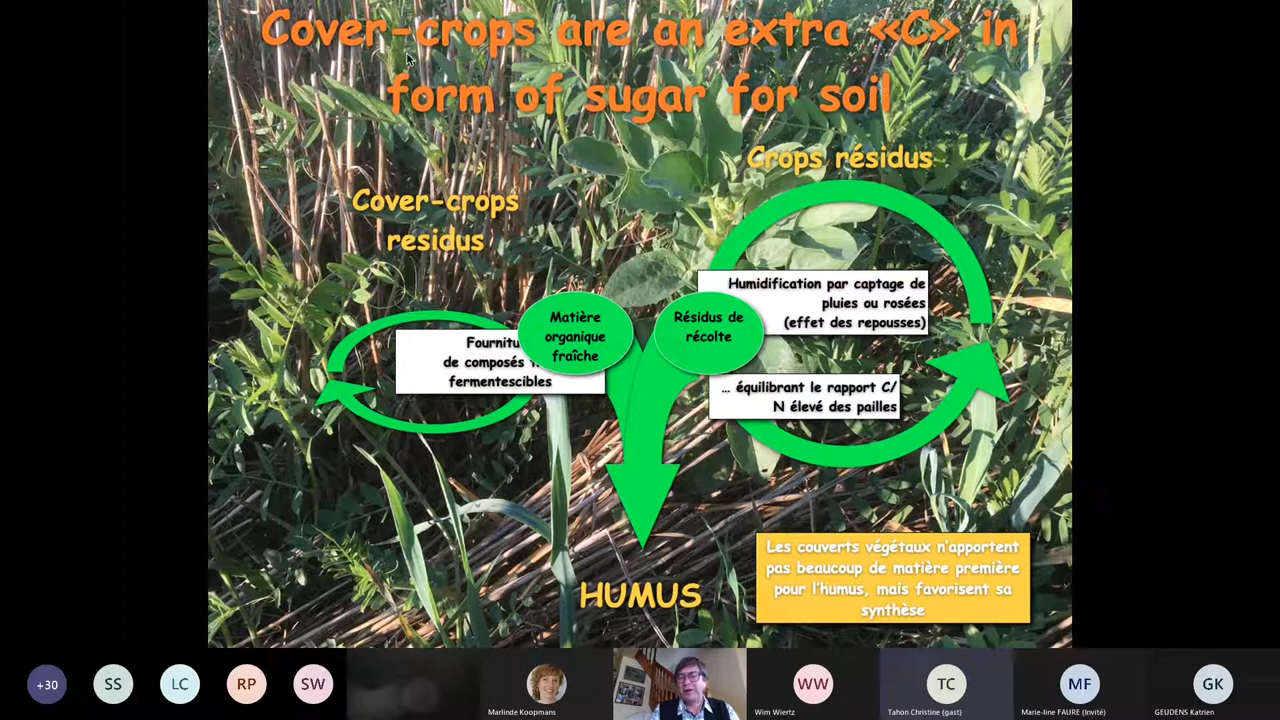 Cover-crops are an extra «C» in
form of sugar for soil
Crops résidus
Cover-crops
residus
Humidification par captage de
pluies ou rosées
(effet des repousses)
Matière
organique
fraîche
Résidus de
récolte
de composés
fermentescibles
… équilibrant le rapport C/
N élevé des pailles
Les couverts végétaux n'apportent
pas beaucoup de matière première
pour l'humus, mais favorisent sa
synthèse
HUMUS
+30
SS
LC
RP
SW
WW
TC
MF
GK
Marlinde Koopmans
Wim Wiertz
Tahon Christine (gast)
Marie-line FAURE (Invité)
GEUDENS Katrien